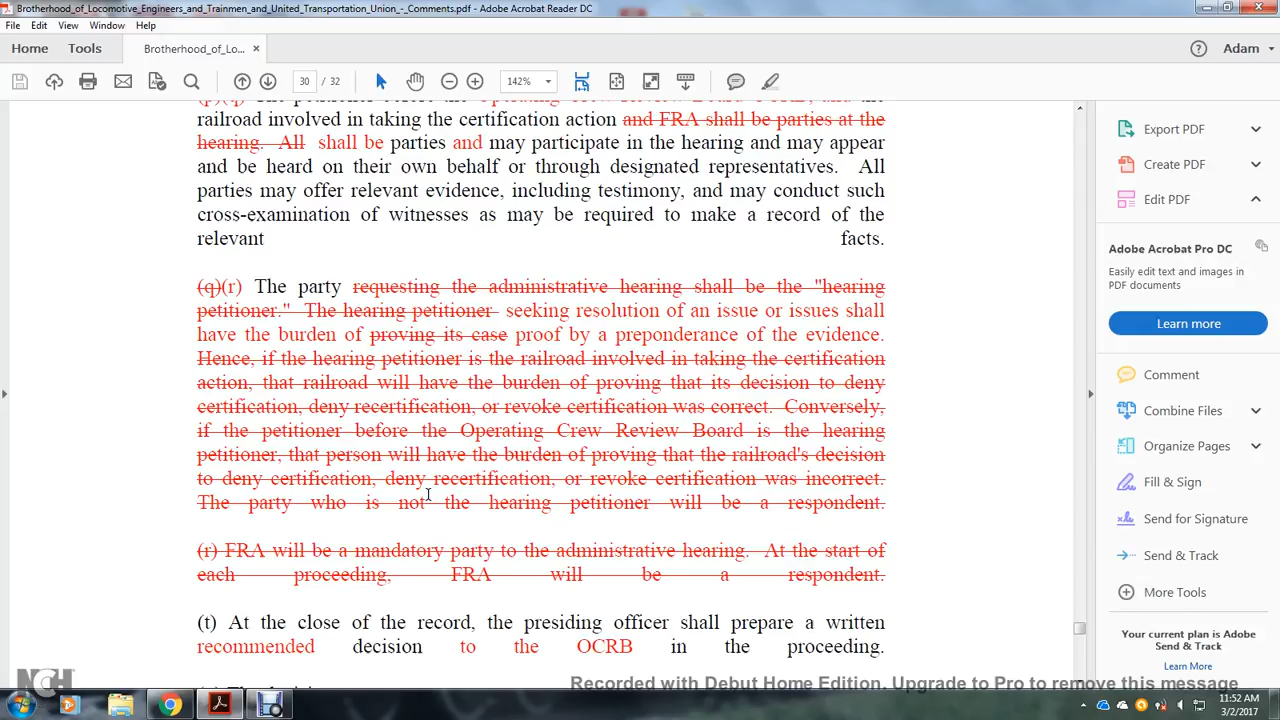 Brotherhood_of_Locomotive_Engineers_and_Trainmen_and_United_Transportation_Union_-_Comments.pdf - Adobe Acrobat Reader DC
File Edit View Window Help
Home Tools Brotherhood_of_Lo... × Adam
30 / 32 142%
(p)(q) The petitioner before the Operating Crew Review Board OCRB, and the
railroad involved in taking the certification action and FRA shall be parties at the
hearing. All shall be parties and may participate in the hearing and may appear
and be heard on their own behalf or through designated representatives. All
parties may offer relevant evidence, including testimony, and may conduct such
cross-examination of witnesses as may be required to make a record of the
relevant facts.
(q)(r) The party requesting the administrative hearing shall be the "hearing
petitioner." The hearing petitioner seeking resolution of an issue or issues shall
have the burden of proving its case proof by a preponderance of the evidence.
Hence, if the hearing petitioner is the railroad involved in taking the certification
action, that railroad will have the burden of proving that its decision to deny
certification, deny recertification, or revoke certification was correct. Conversely,
if the petitioner before the Operating Crew Review Board is the hearing
petitioner, that person will have the burden of proving that the railroad's decision
to deny certification, deny recertification, or revoke certification was incorrect.
The party who is not the hearing petitioner will be a respondent.
(r) FRA will be a mandatory party to the administrative hearing. At the start of
each proceeding, FRA will be a respondent.
(t) At the close of the record, the presiding officer shall prepare a written
recommended decision to the OCRB in the proceeding.
Export PDF
Create PDF
Edit PDF
Adobe Acrobat Pro DC
Easily edit text and images in
PDF documents
Learn more
Comment
Combine Files
Organize Pages
Fill & Sign
Send for Signature
Send & Track
More Tools
Your current plan is Adobe
Send & Track
Learn More
NCH
Recorded with Debut Home Edition. Upgrade to Pro to remove this message
11:52 AM
3/2/2017